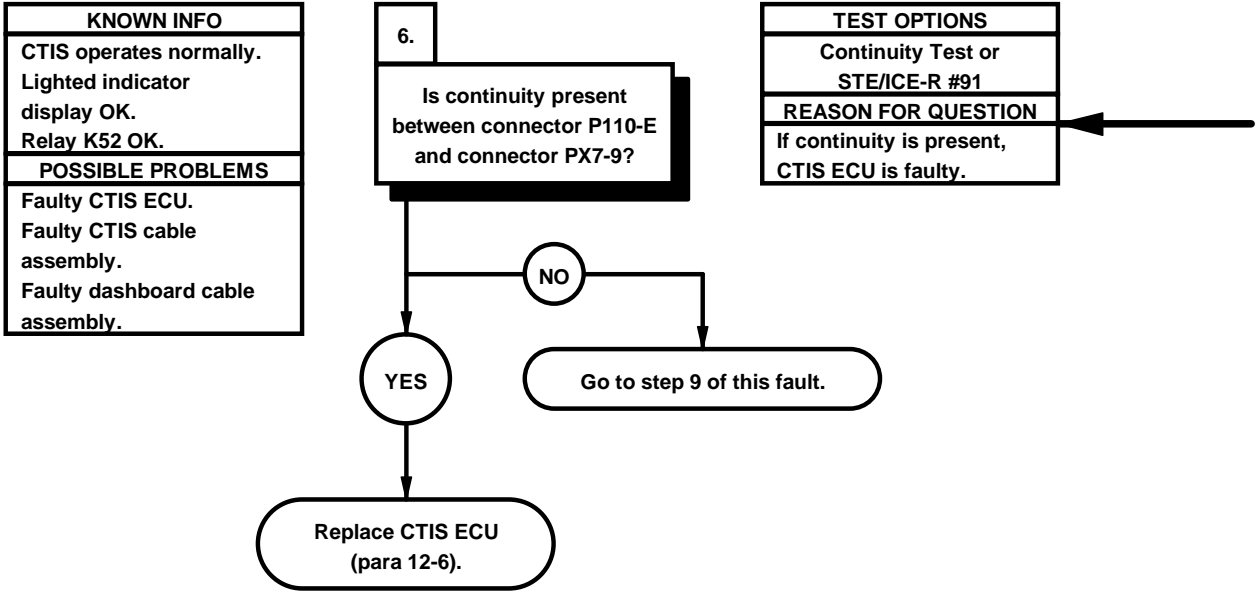 KNOWN INFO
CTIS operates normally.
Lighted indicator
display OK.
Relay K52 OK.
POSSIBLE PROBLEMS
Faulty CTIS ECU.
Faulty CTIS cable
assembly.
Faulty dashboard cable
assembly.
6.
Is continuity present
between connector P110-E
and connector PX7-9?
TEST OPTIONS
Continuity Test or
STE/ICE-R #91
REASON FOR QUESTION
If continuity is present,
CTIS ECU is faulty.
NO
YES
Go to step 9 of this fault.
Replace CTIS ECU
(para 12-6).